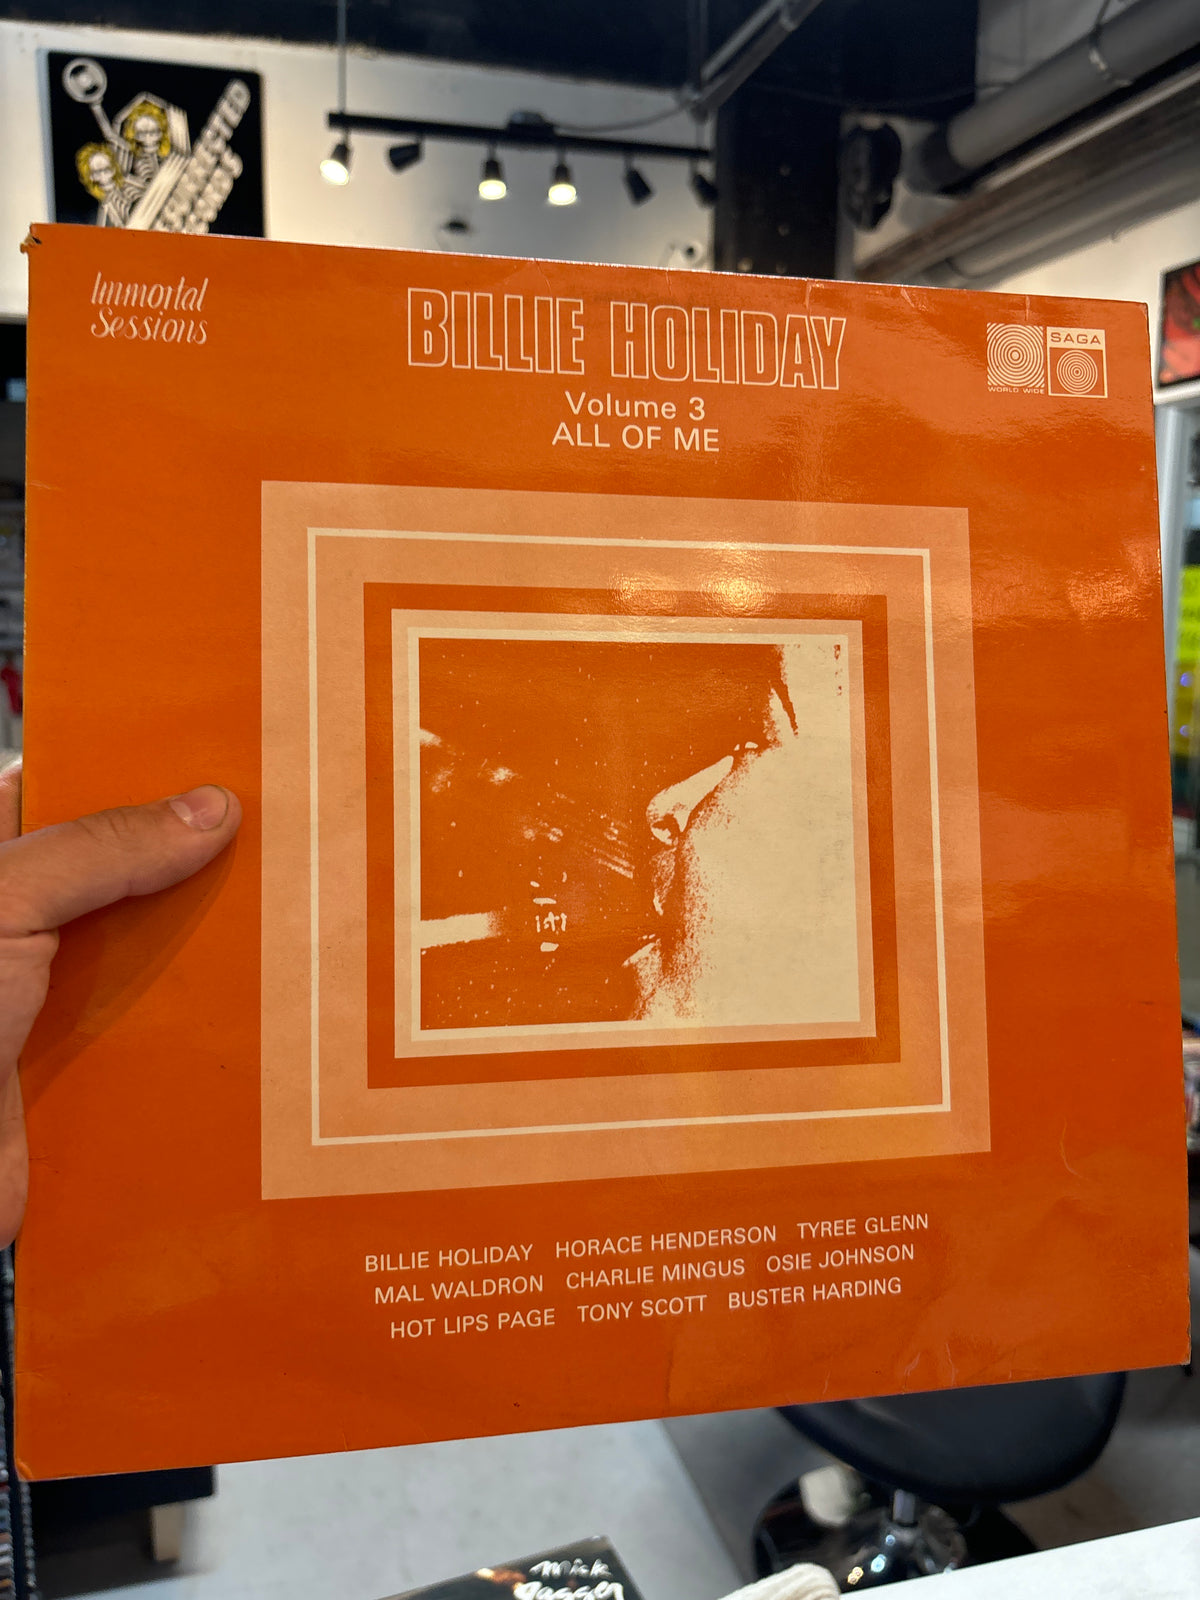 Immortal
Sessions
BILLIE HOLIDAY
Volume 3
ALL OF ME
WORLD WIDE
SAGA
BILLIE HOLIDAY HORACE HENDERSON TYREE GLENN
MAL WALDRON CHARLIE MINGUS OSIE JOHNSON
HOT LIPS PAGE TONY SCOTT BUSTER HARDING
Mick
Jagger